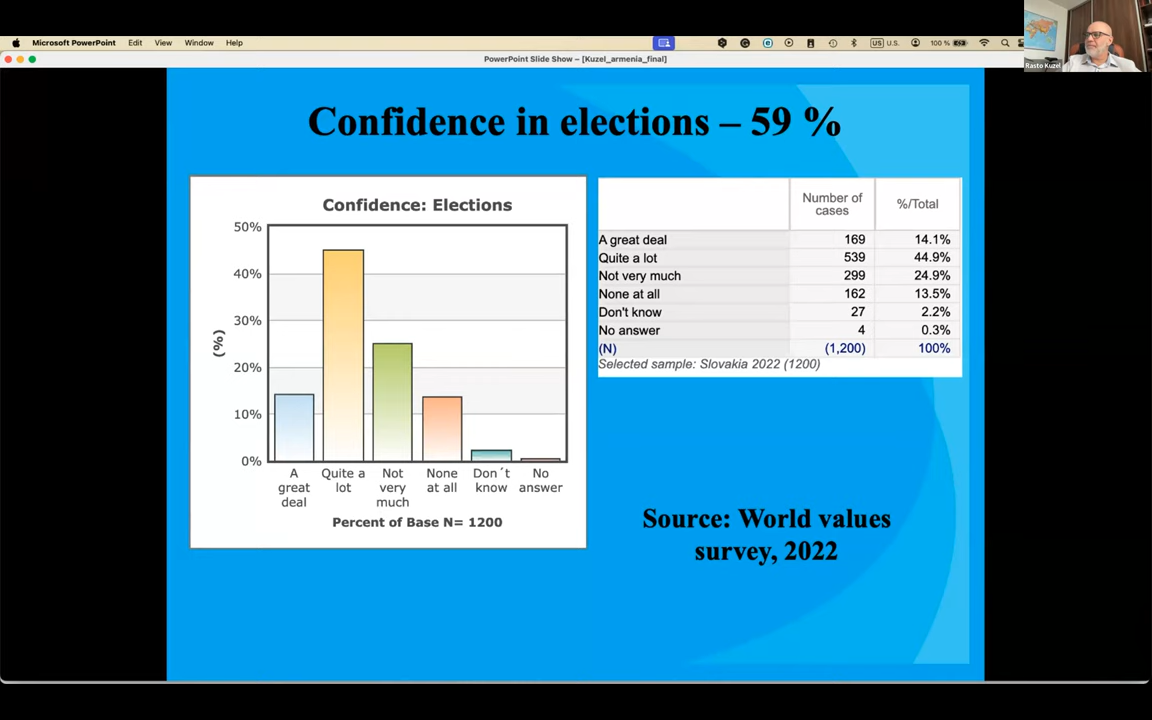 Microsoft PowerPoint Edit View Window Help
US U.S. 100 %
PowerPoint Slide Show – [Kuzel_armenia_final]
Rasto Kuzel
Confidence in elections – 59 %
Confidence: Elections
50%
40%
30%
20%
10%
0%
(%)
A great deal
Quite a lot
Not very much
None at all
Don´t know
No answer
Percent of Base N= 1200
Number of cases %/Total
A great deal 169 14.1%
Quite a lot 539 44.9%
Not very much 299 24.9%
None at all 162 13.5%
Don't know 27 2.2%
No answer 4 0.3%
(N) (1,200) 100%
Selected sample: Slovakia 2022 (1200)
Source: World values
survey, 2022